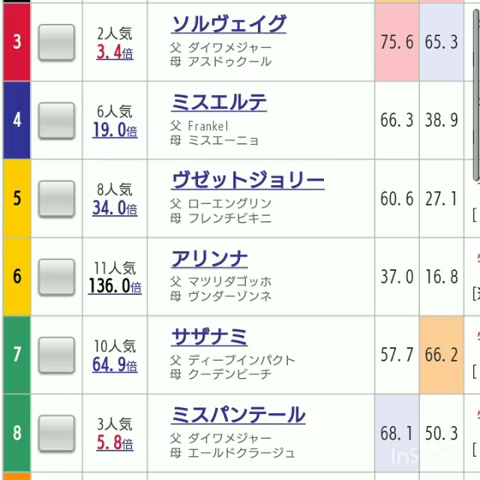 3
2人気
3.4倍
ソルヴェイグ
父 ダイワメジャー
母 アスドゥクール
75.6
65.3
4
6人気
19.0倍
ミスエルテ
父 Frankel
母 ミスエーニョ
66.3
38.9
5
8人気
34.0倍
ヴゼットジョリー
父 ローエングリン
母 フレンチビキニ
60.6
27.1
[
6
11人気
136.0倍
アリンナ
父 マツリダゴッホ
母 ヴンダーゾンネ
37.0
16.8
7
10人気
64.9倍
サザナミ
父 ディープインパクト
母 クーデンビーチ
57.7
66.2
[
8
3人気
5.8倍
ミスパンテール
父 ダイワメジャー
母 エールドクラージュ
68.1
50.3
[